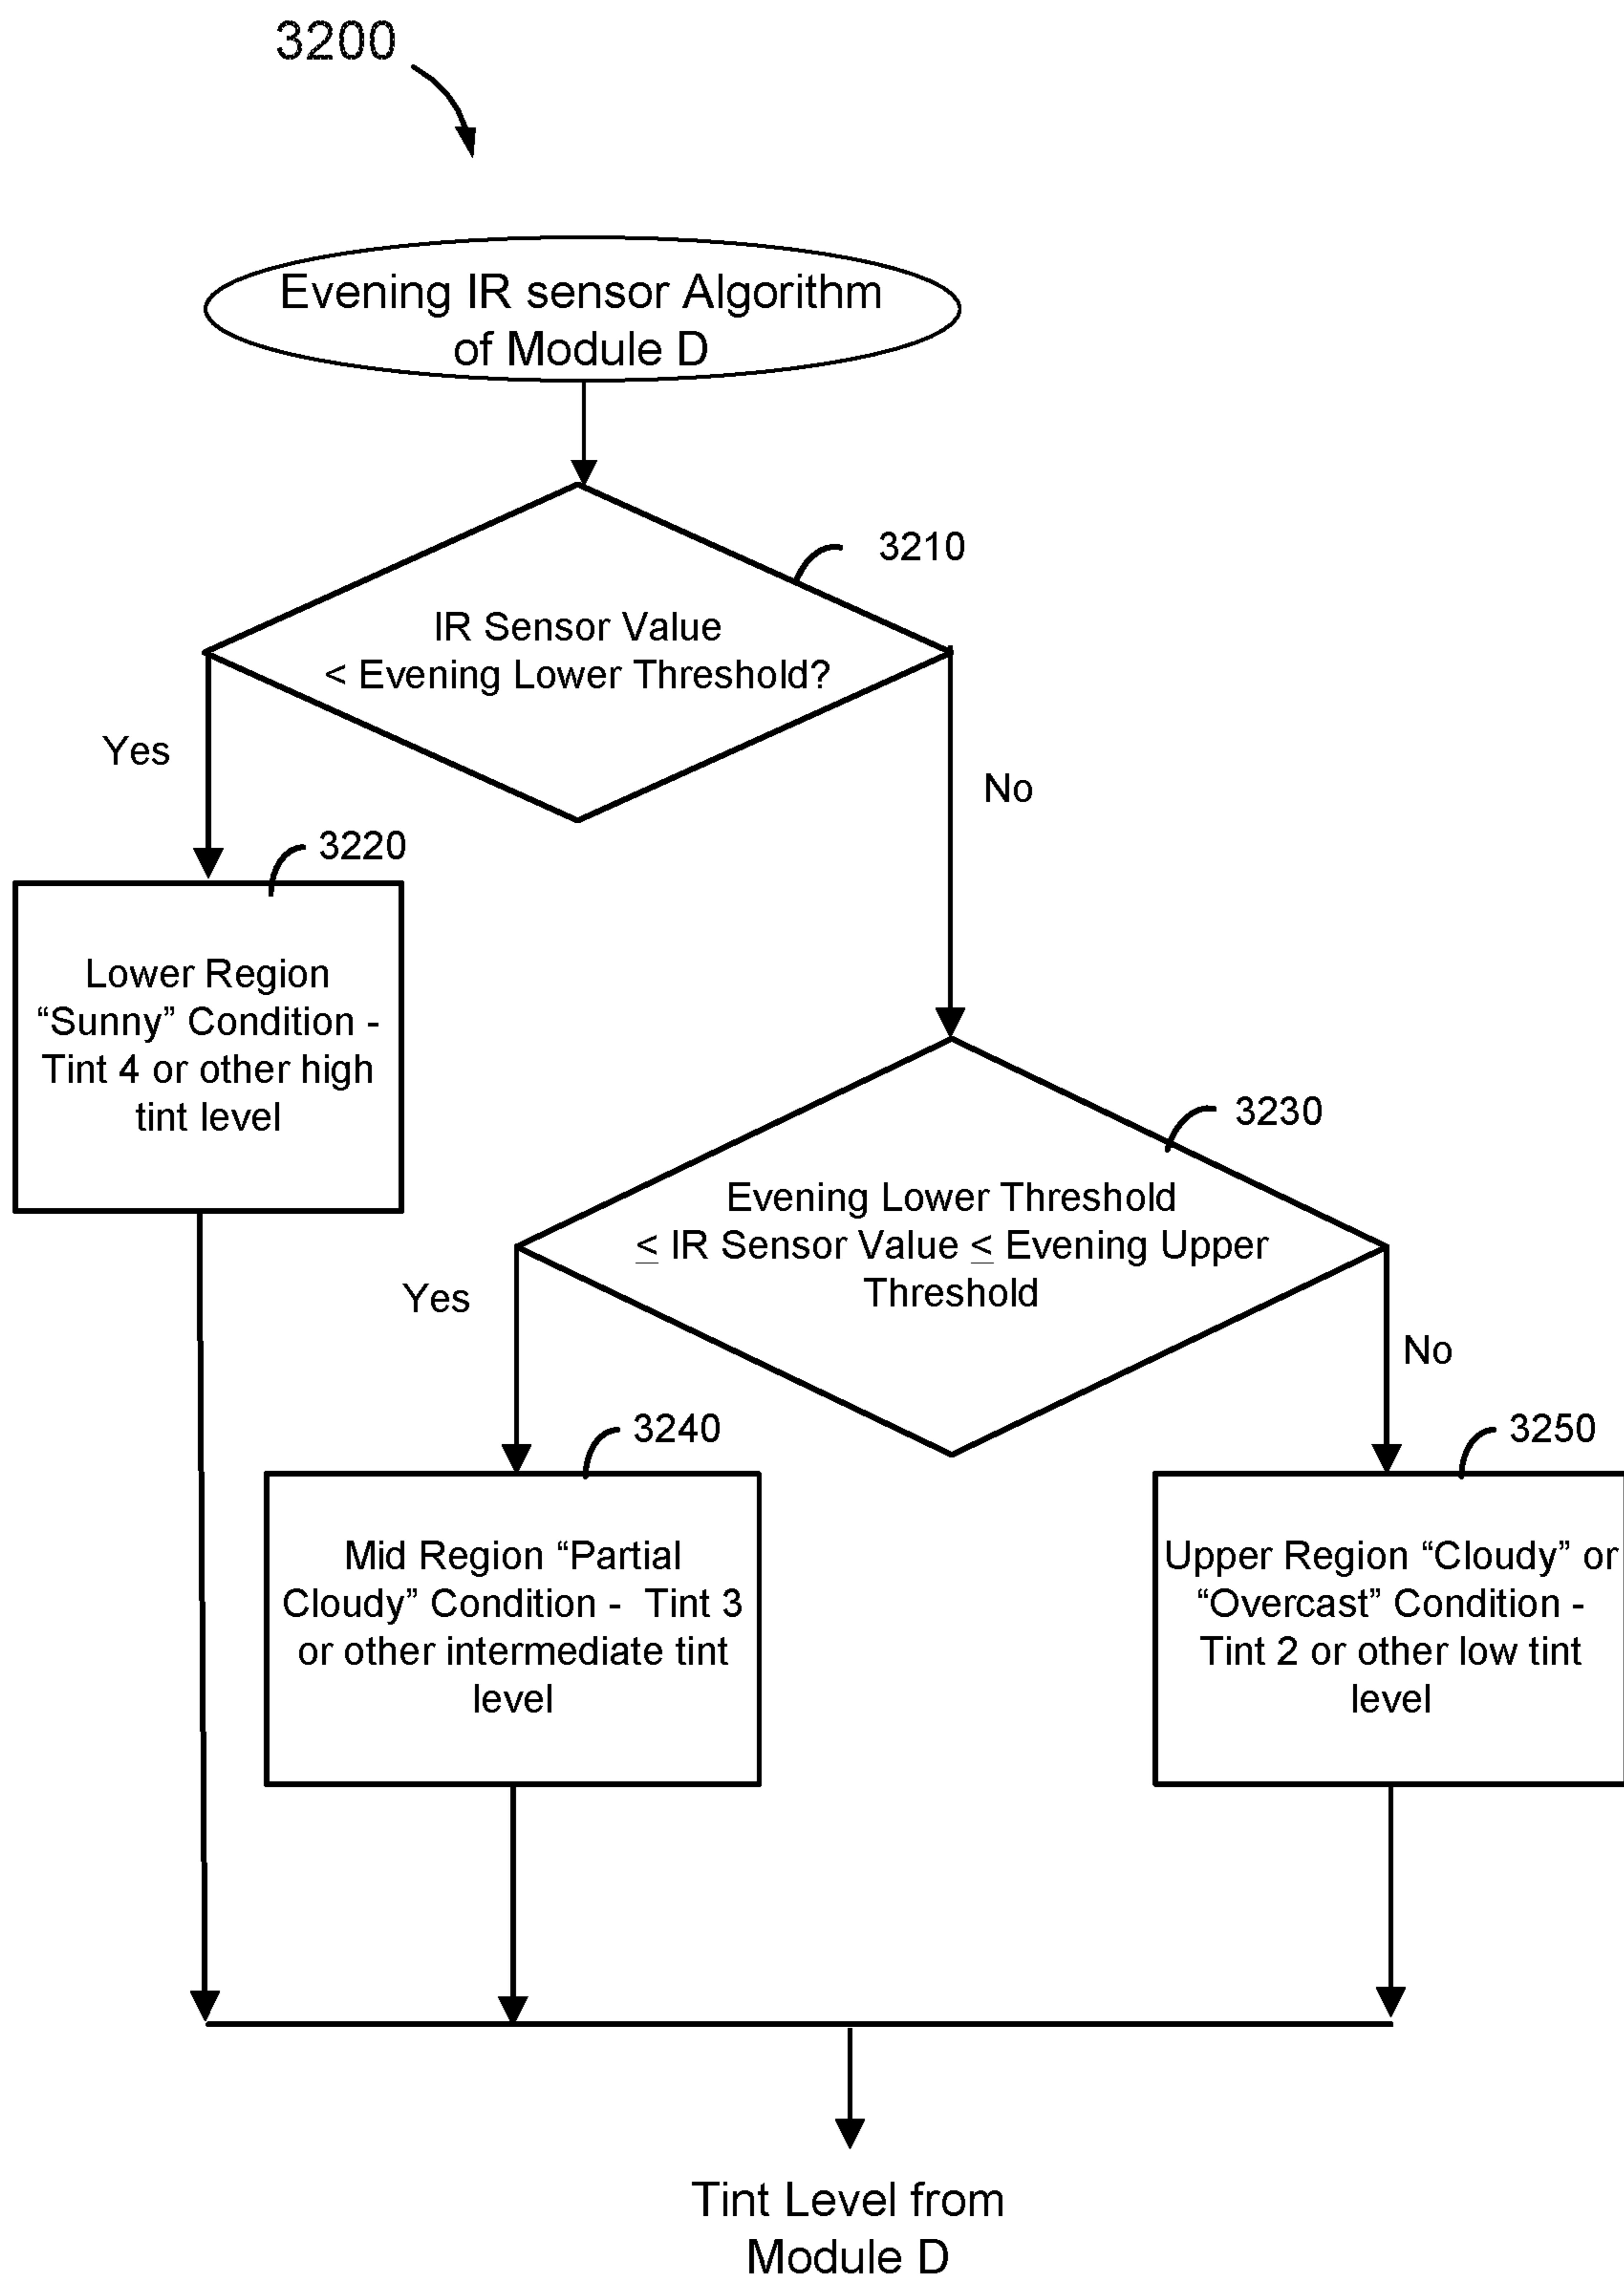 3200
Evening IR sensor Algorithm
of Module D
3210
IR Sensor Value
< Evening Lower Threshold?
Yes
No
3220
Lower Region
“Sunny” Condition -
Tint 4 or other high
tint level
3230
Evening Lower Threshold
≤ IR Sensor Value ≤ Evening Upper
Threshold
Yes
No
3240
Mid Region “Partial
Cloudy” Condition - Tint 3
or other intermediate tint
level
3250
Upper Region “Cloudy” or
“Overcast” Condition -
Tint 2 or other low tint
level
Tint Level from
Module D